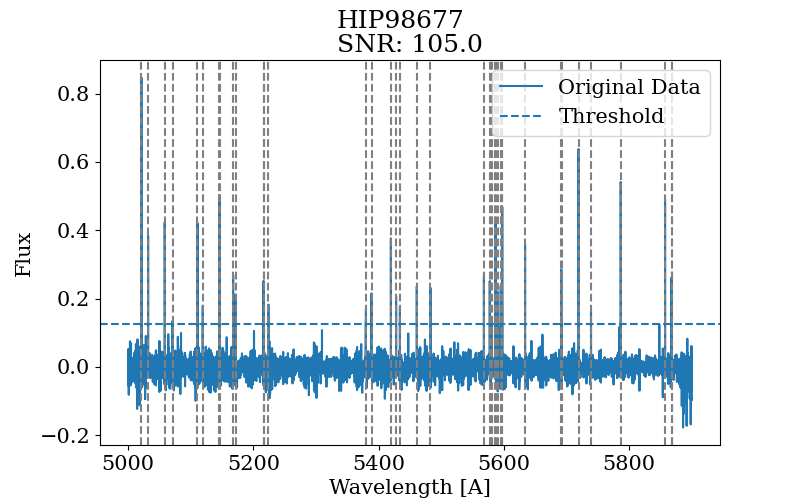 HIP98677
SNR: 105.0
Original Data
Threshold
Flux
0.8
0.6
0.4
0.2
0.0
−0.2
5000 5200 5400 5600 5800
Wavelength [A]